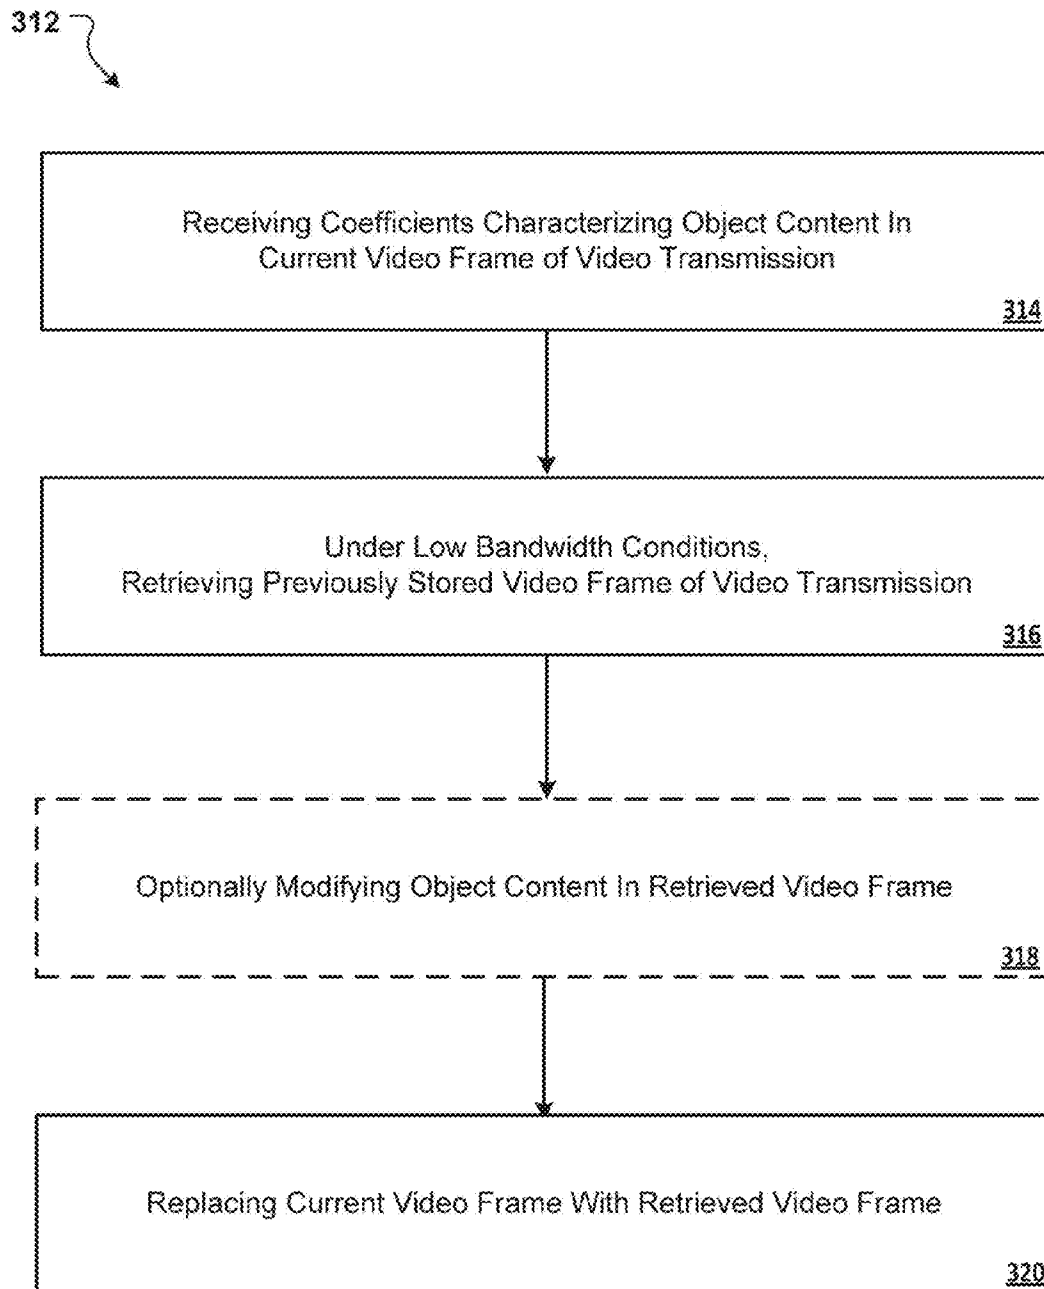 312
Receiving Coefficients Characterizing Object Content In
Current Video Frame of Video Transmission
314
Under Low Bandwidth Conditions,
Retrieving Previously Stored Video Frame of Video Transmission
316
Optionally Modifying Object Content In Retrieved Video Frame
318
Replacing Current Video Frame With Retrieved Video Frame
320